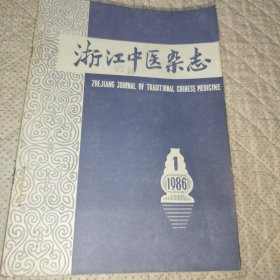 浙江中医杂志
ZHEJIANG JOURNAL OF TRADITIONAL CHINESE MEDICINE
1
1986